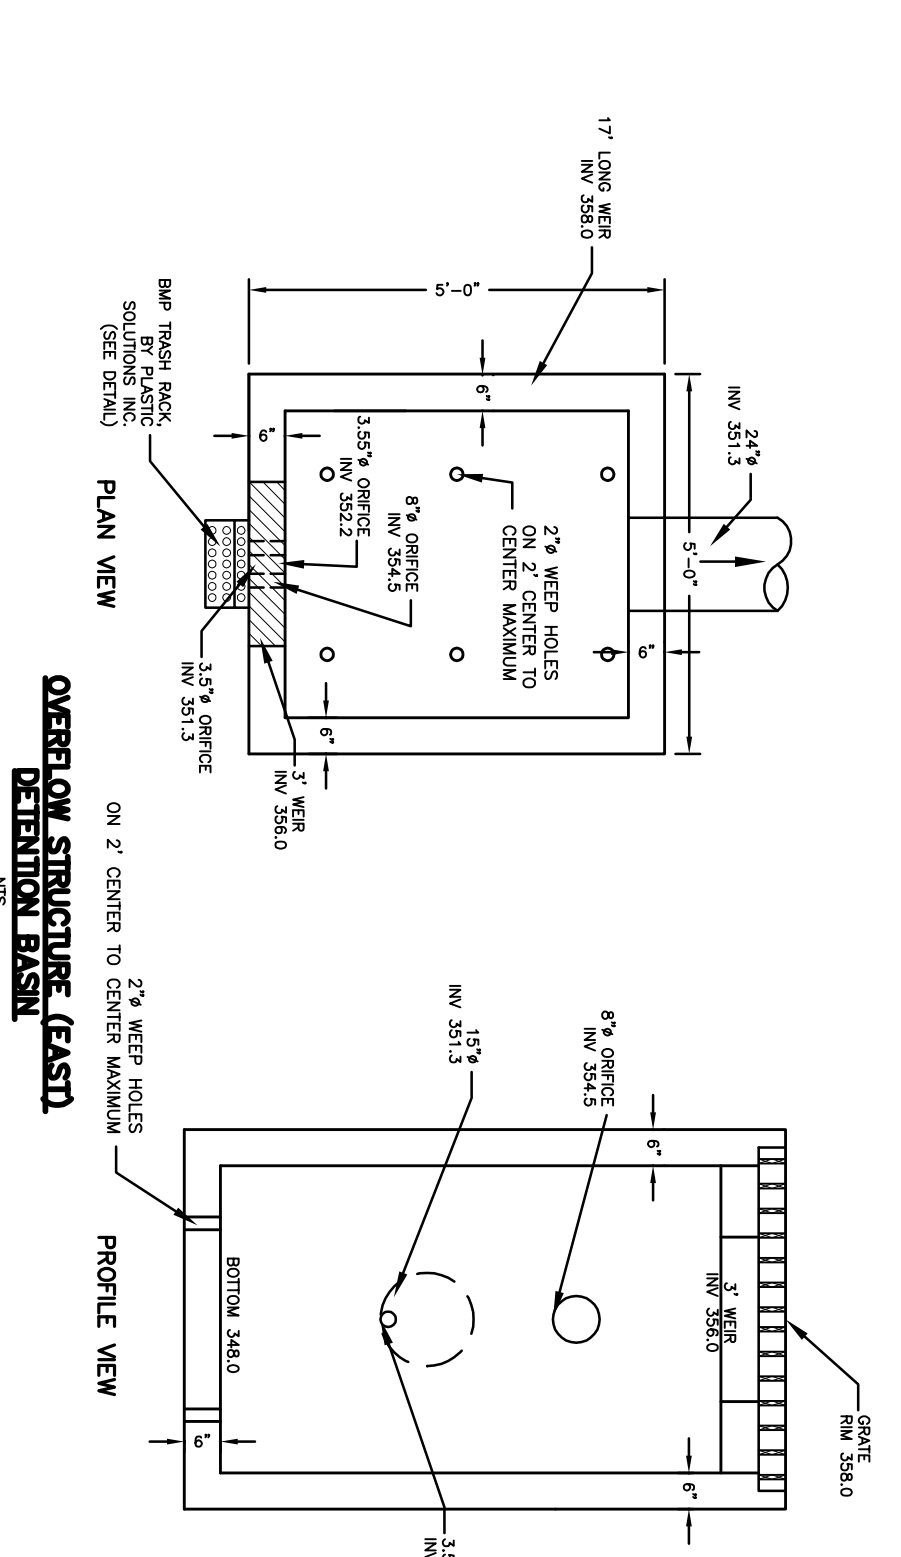 17' LONG WEIR
INV 358.0
5'-0"
6"
24"ø
INV 351.3
5'-0"
BMP TRASH RACK,
BY PLASTIC
SOLUTIONS INC.
(SEE DETAIL)
6"
3.55"ø ORIFICE
INV 352.2
8"ø ORIFICE
INV 354.5
2"ø WEEP HOLES
ON 2' CENTER TO
CENTER MAXIMUM
6"
3.5"ø ORIFICE
INV 351.3
6"
3' WEIR
INV 356.0
PLAN VIEW
OVERFLOW STRUCTURE (EAST)
DETENTION BASIN
NTS
2"ø WEEP HOLES
ON 2' CENTER TO CENTER MAXIMUM
15"ø
INV 351.3
8"ø ORIFICE
INV 354.5
6"
BOTTOM 348.0
3' WEIR
INV 356.0
GRATE
RIM 358.0
6"
6"
3.5
INV
PROFILE VIEW